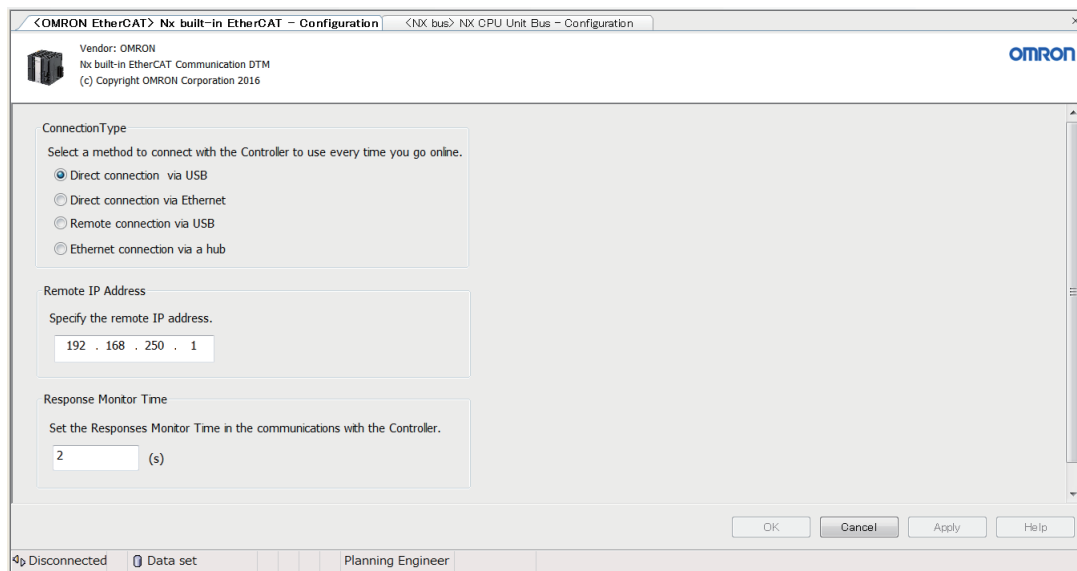 <OMRON EtherCAT> Nx built-in EtherCAT - Configuration
<NX bus> NX CPU Unit Bus - Configuration
Vendor: OMRON
Nx built-in EtherCAT Communication DTM
(c) Copyright OMRON Corporation 2016
OMRON
ConnectionType
Select a method to connect with the Controller to use every time you go online.
Direct connection via USB
Direct connection via Ethernet
Remote connection via USB
Ethernet connection via a hub
Remote IP Address
Specify the remote IP address.
192 . 168 . 250 . 1
Response Monitor Time
Set the Responses Monitor Time in the communications with the Controller.
2 (s)
OK Cancel Apply Help
Disconnected Data set Planning Engineer